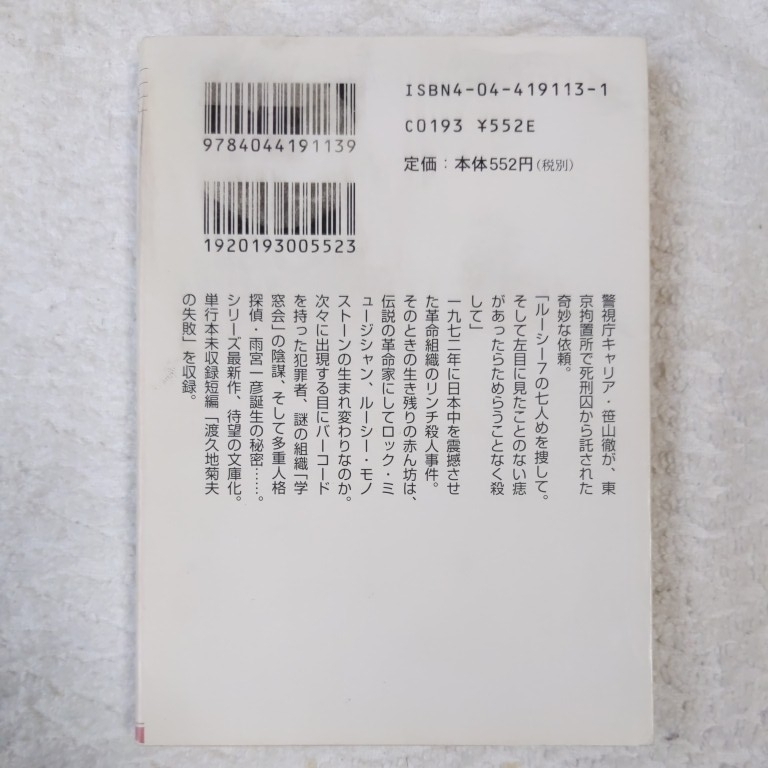 ISBN4-04-419113-1
C0193 ¥552E
定価：本体552円(税別)
9784044191139
1920193005523
警視庁キャリア・笹山徹が、東
京拘置所で死刑囚から託された
奇妙な依頼。
「ルーシー7の七人めを捜して。
そして左目に見たことのない痣
があったらためらうことなく殺
して」
一九七二年に日本中を震撼させ
た革命組織のリンチ殺人事件。
そのときの生き残りの赤ん坊は、
伝説の革命家にしてロック・ミ
ュージシャン、ルーシー・モノ
ストーンの生まれ変わりなのか。
次々に出現する目にバーコード
を持った犯罪者、謎の組織「学
窓会」の陰謀、そして多重人格
探偵・雨宮一彦誕生の秘密……。
シリーズ最新作、待望の文庫化。
単行本未収録短編「渡久地菊夫
の失敗」を収録。